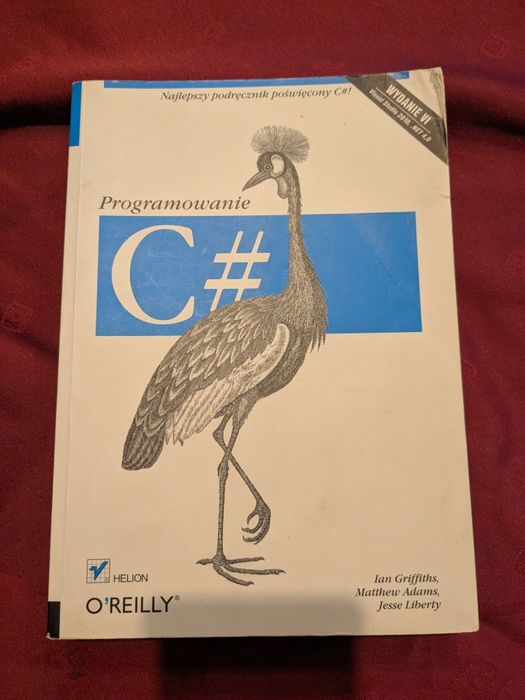 Najlepszy podręcznik poświęcony C#!
WYDANIE VI
Visual Studio 2010, .NET 4.0
Programowanie
C#
HELION
O'REILLY®
Ian Griffiths,
Matthew Adams,
Jesse Liberty